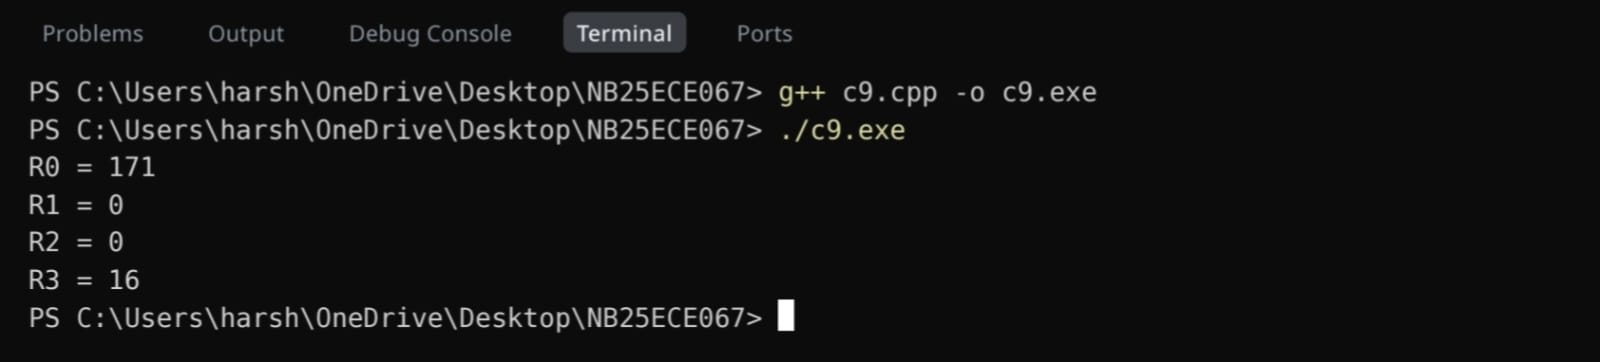 Problems Output Debug Console Terminal Ports
PS C:\Users\harsh\OneDrive\Desktop\NB25ECE067> g++ c9.cpp -o c9.exe
PS C:\Users\harsh\OneDrive\Desktop\NB25ECE067> ./c9.exe
R0 = 171
R1 = 0
R2 = 0
R3 = 16
PS C:\Users\harsh\OneDrive\Desktop\NB25ECE067>